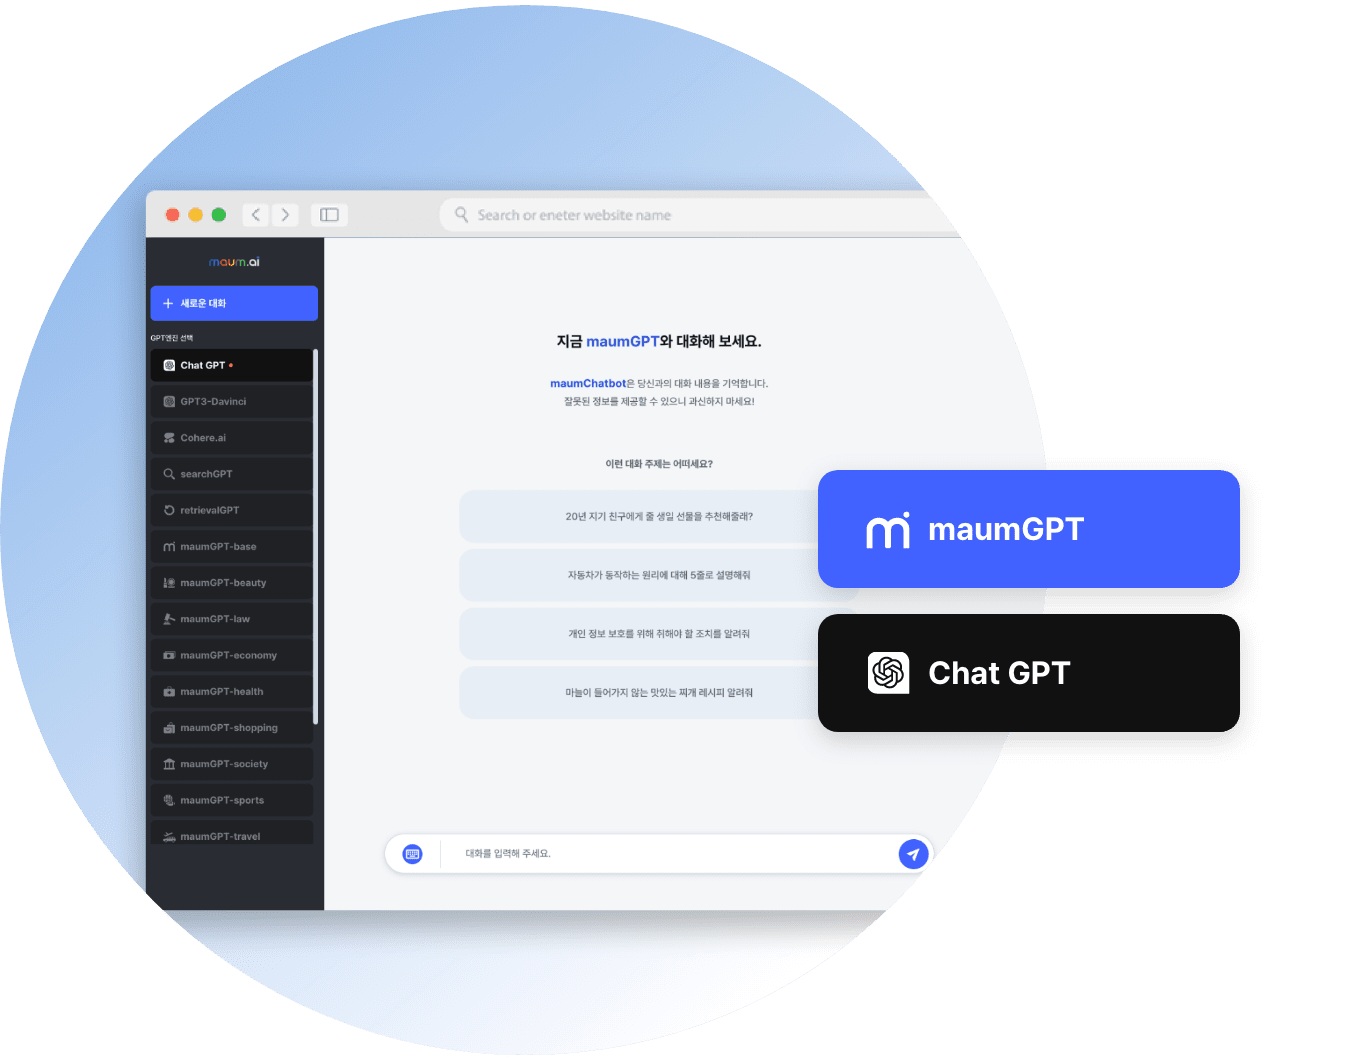 Search or eneter website name
maum.ai
새로운 대화
GPT엔진 선택
Chat GPT
GPT3-Davinci
Cohere.ai
searchGPT
retrievalGPT
maumGPT-base
maumGPT-beauty
maumGPT-law
maumGPT-economy
maumGPT-health
maumGPT-shopping
maumGPT-society
maumGPT-sports
maumGPT-travel
지금 maumGPT와 대화해 보세요.
maumChatbot은 당신과의 대화 내용을 기억합니다.
잘못된 정보를 제공할 수 있으니 과신하지 마세요!
이런 대화 주제는 어떠세요?
20년 지기 친구에게 줄 생일 선물을 추천해줄래?
자동차가 동작하는 원리에 대해 5줄로 설명해줘
개인 정보 보호를 위해 취해야 할 조치를 알려줘
마늘이 들어가지 않는 맛있는 찌개 레시피 알려줘
대화를 입력해 주세요.
maumGPT
Chat GPT